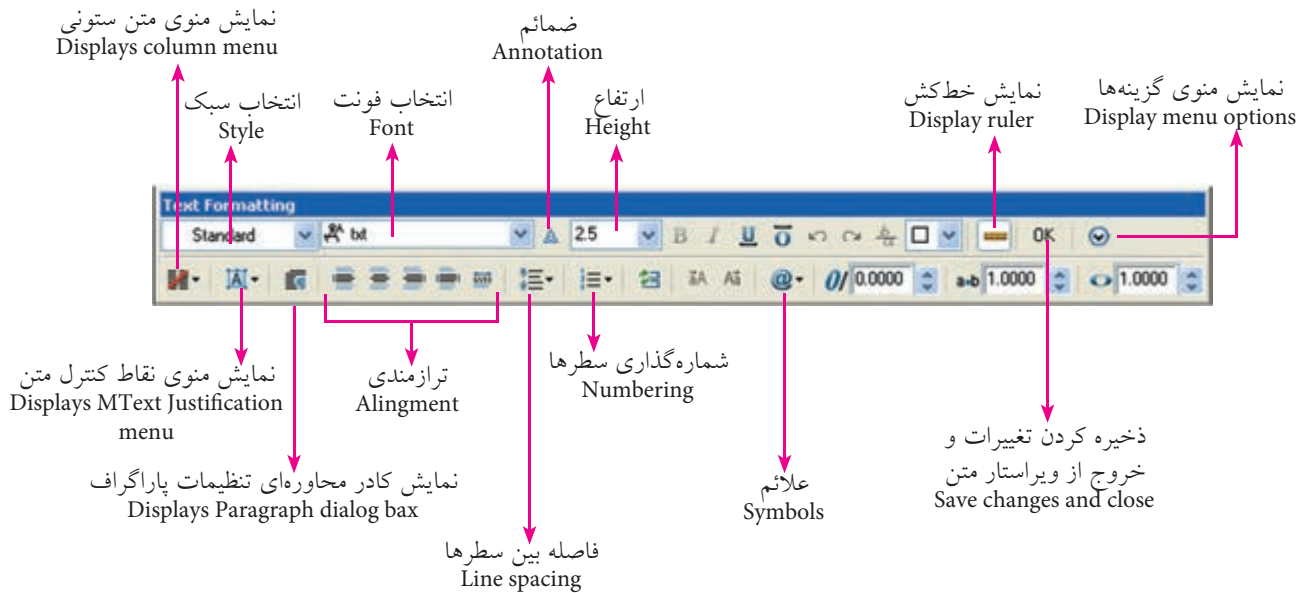 نمایش منوی متن ستونی
Displays column menu
انتخاب سبک
Style
انتخاب فونت
Font
ضمائم
Annotation
ارتفاع
Height
نمایش خط‌کش
Display ruler
نمایش منوی گزینه‌ها
Display menu options
Text Formatting
Standard txt 2.5 B I U O OK
@ 0/ 0.0000 a•b 1.0000 1.0000
نمایش منوی نقاط کنترل متن
Displays MText Justification
menu
نمایش کادر محاوره‌ای تنظیمات پاراگراف
Displays Paragraph dialog bax
ترازمندی
Alingment
فاصله بین سطرها
Line spacing
شماره‌گذاری سطرها
Numbering
علائم
Symbols
ذخیره کردن تغییرات و
خروج از ویراستار متن
Save changes and close